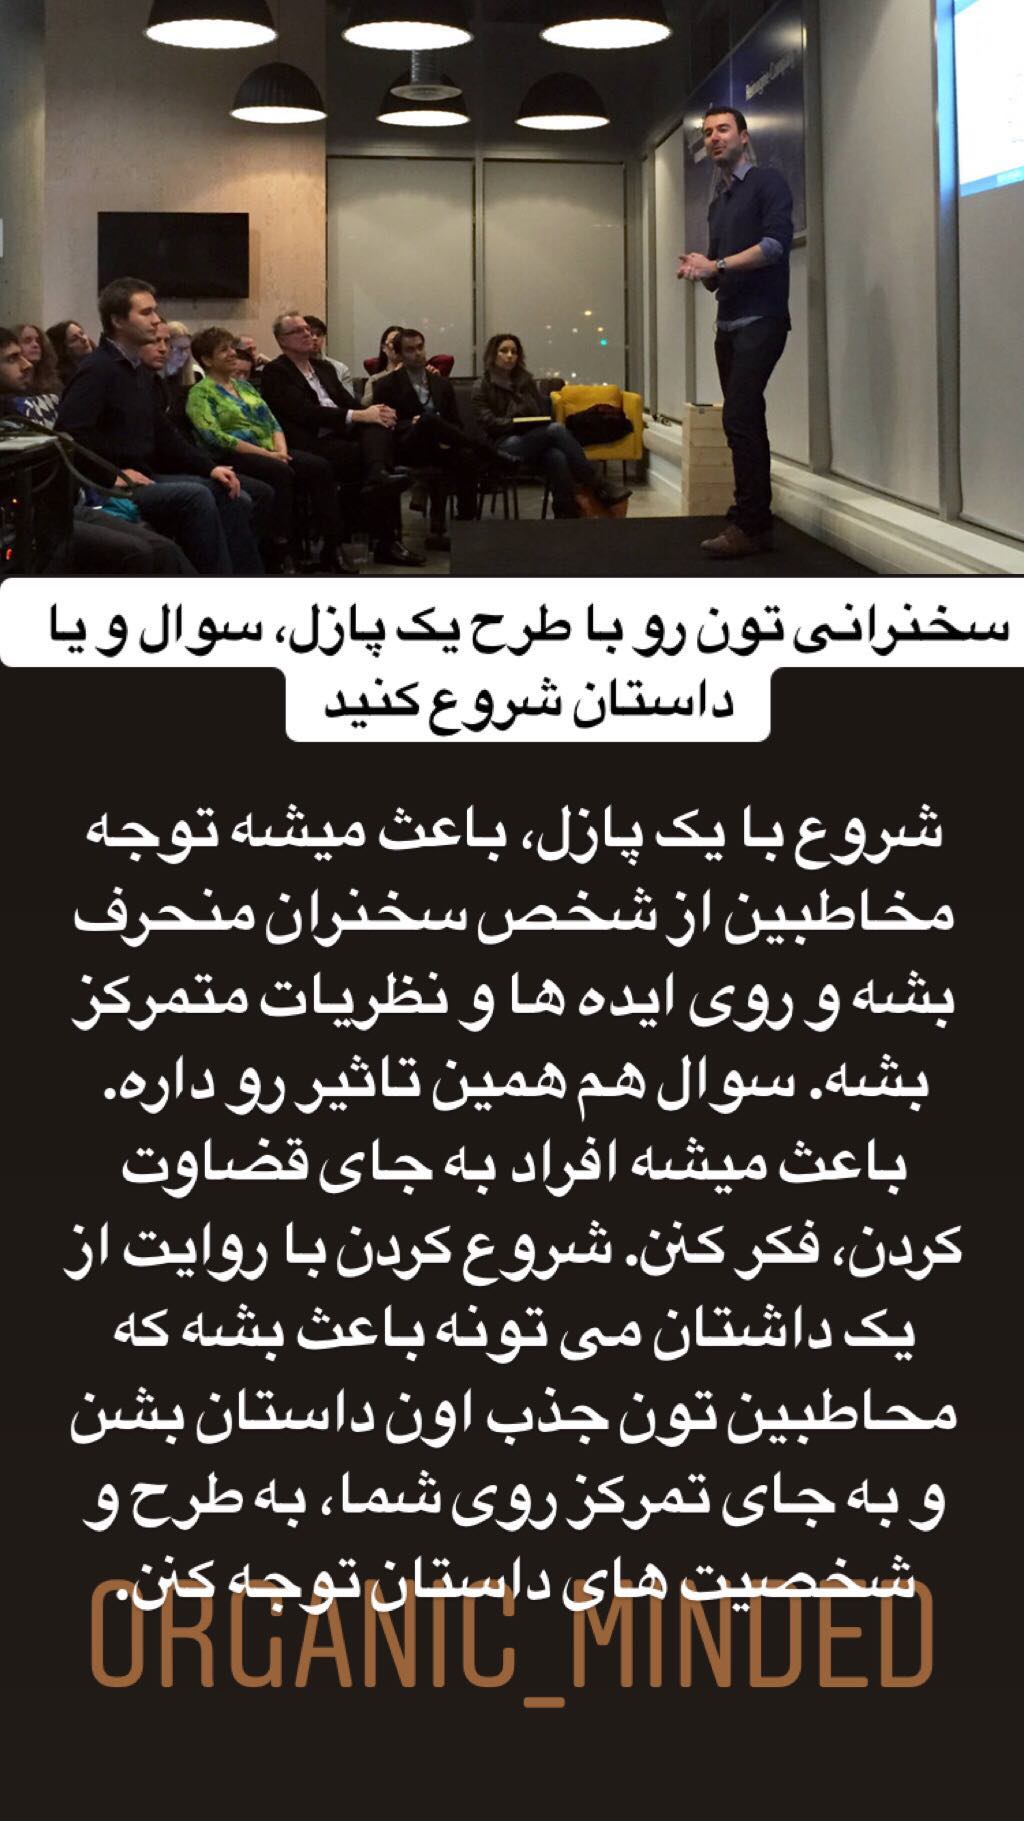 Reimagine Computing
سخنرانی تون رو با طرح یک پازل، سوال و یا
داستان شروع کنید
شروع با یک پازل، باعث میشه توجه
مخاطبین از شخص سخنران منحرف
بشه و روی ایده ها و نظریات متمرکز
بشه. سوال هم همین تاثیر رو داره.
باعث میشه افراد به جای قضاوت
کردن، فکر کنن. شروع کردن با روایت از
یک داشتان می تونه باعث بشه که
محاطبین تون جذب اون داستان بشن
و به جای تمرکز روی شما، به طرح و
شخصیت های داستان توجه کنن.
ORGANIC_MINDED